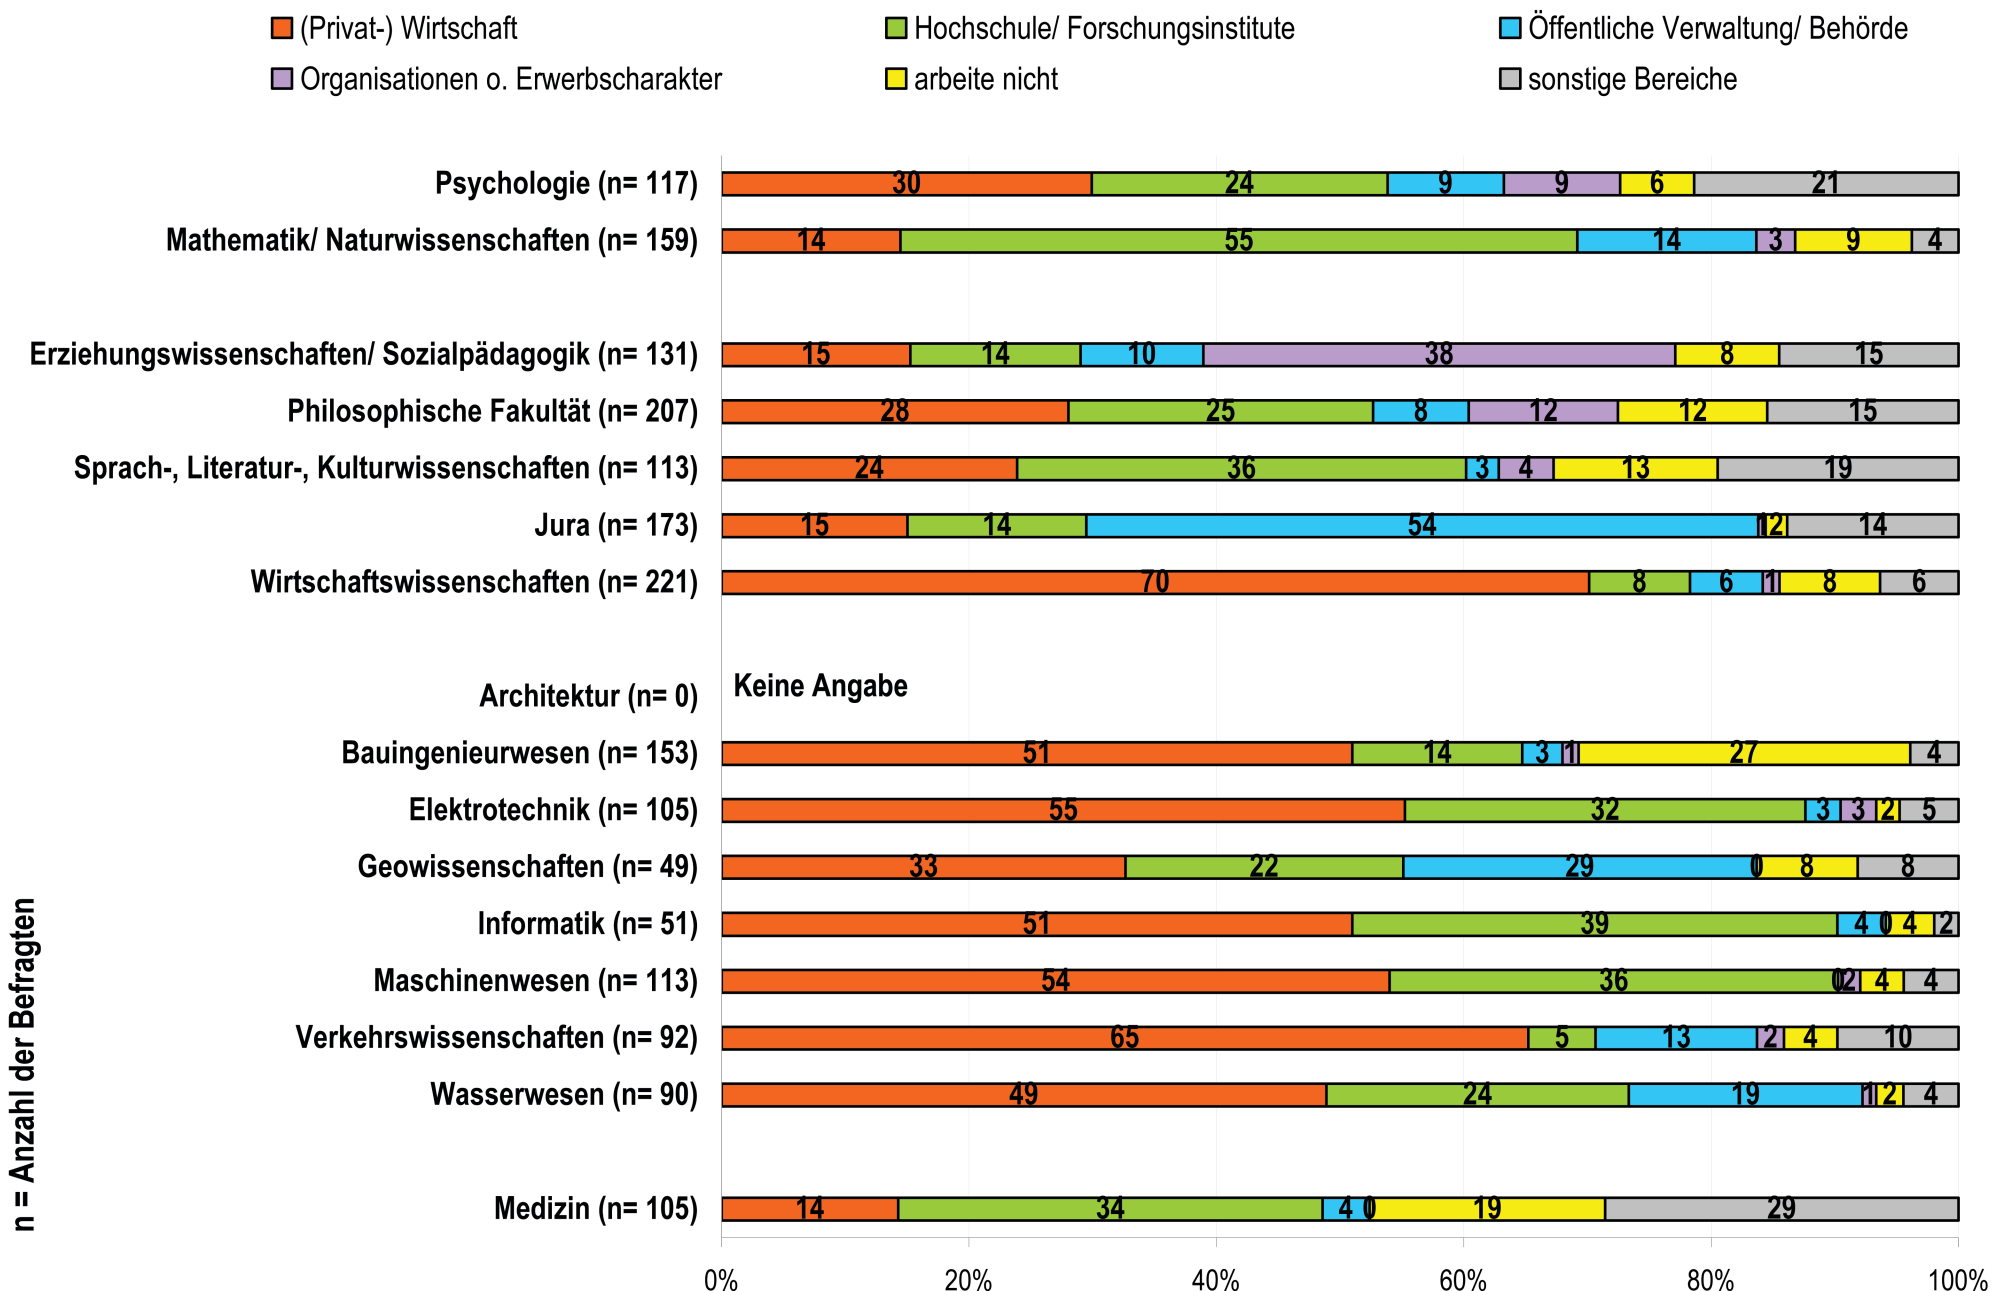 (Privat-) Wirtschaft Hochschule/ Forschungsinstitute Öffentliche Verwaltung/ Behörde
Organisationen o. Erwerbscharakter arbeite nicht sonstige Bereiche
Psychologie (n= 117) 30 24 9 9 6 21
Mathematik/ Naturwissenschaften (n= 159) 14 55 14 3 9 4
Erziehungswissenschaften/ Sozialpädagogik (n= 131) 15 14 10 38 8 15
Philosophische Fakultät (n= 207) 28 25 8 12 12 15
Sprach-, Literatur-, Kulturwissenschaften (n= 113) 24 36 3 4 13 19
Jura (n= 173) 15 14 54 1 2 14
Wirtschaftswissenschaften (n= 221) 70 8 6 1 8 6
Architektur (n= 0) Keine Angabe
Bauingenieurwesen (n= 153) 51 14 3 1 27 4
Elektrotechnik (n= 105) 55 32 3 3 2 5
Geowissenschaften (n= 49) 33 22 29 0 8 8
Informatik (n= 51) 51 39 4 0 4 2
Maschinenwesen (n= 113) 54 36 0 2 4 4
Verkehrswissenschaften (n= 92) 65 5 13 2 4 10
Wasserwesen (n= 90) 49 24 19 1 2 4
Medizin (n= 105) 14 34 4 0 19 29
0% 20% 40% 60% 80% 100%
n = Anzahl der Befragten